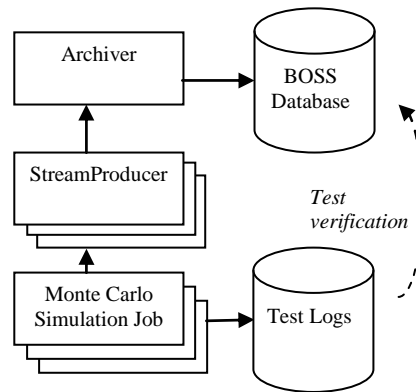 Archiver
BOSS
Database
StreamProducer
Test
verification
Monte Carlo
Simulation Job
Test Logs